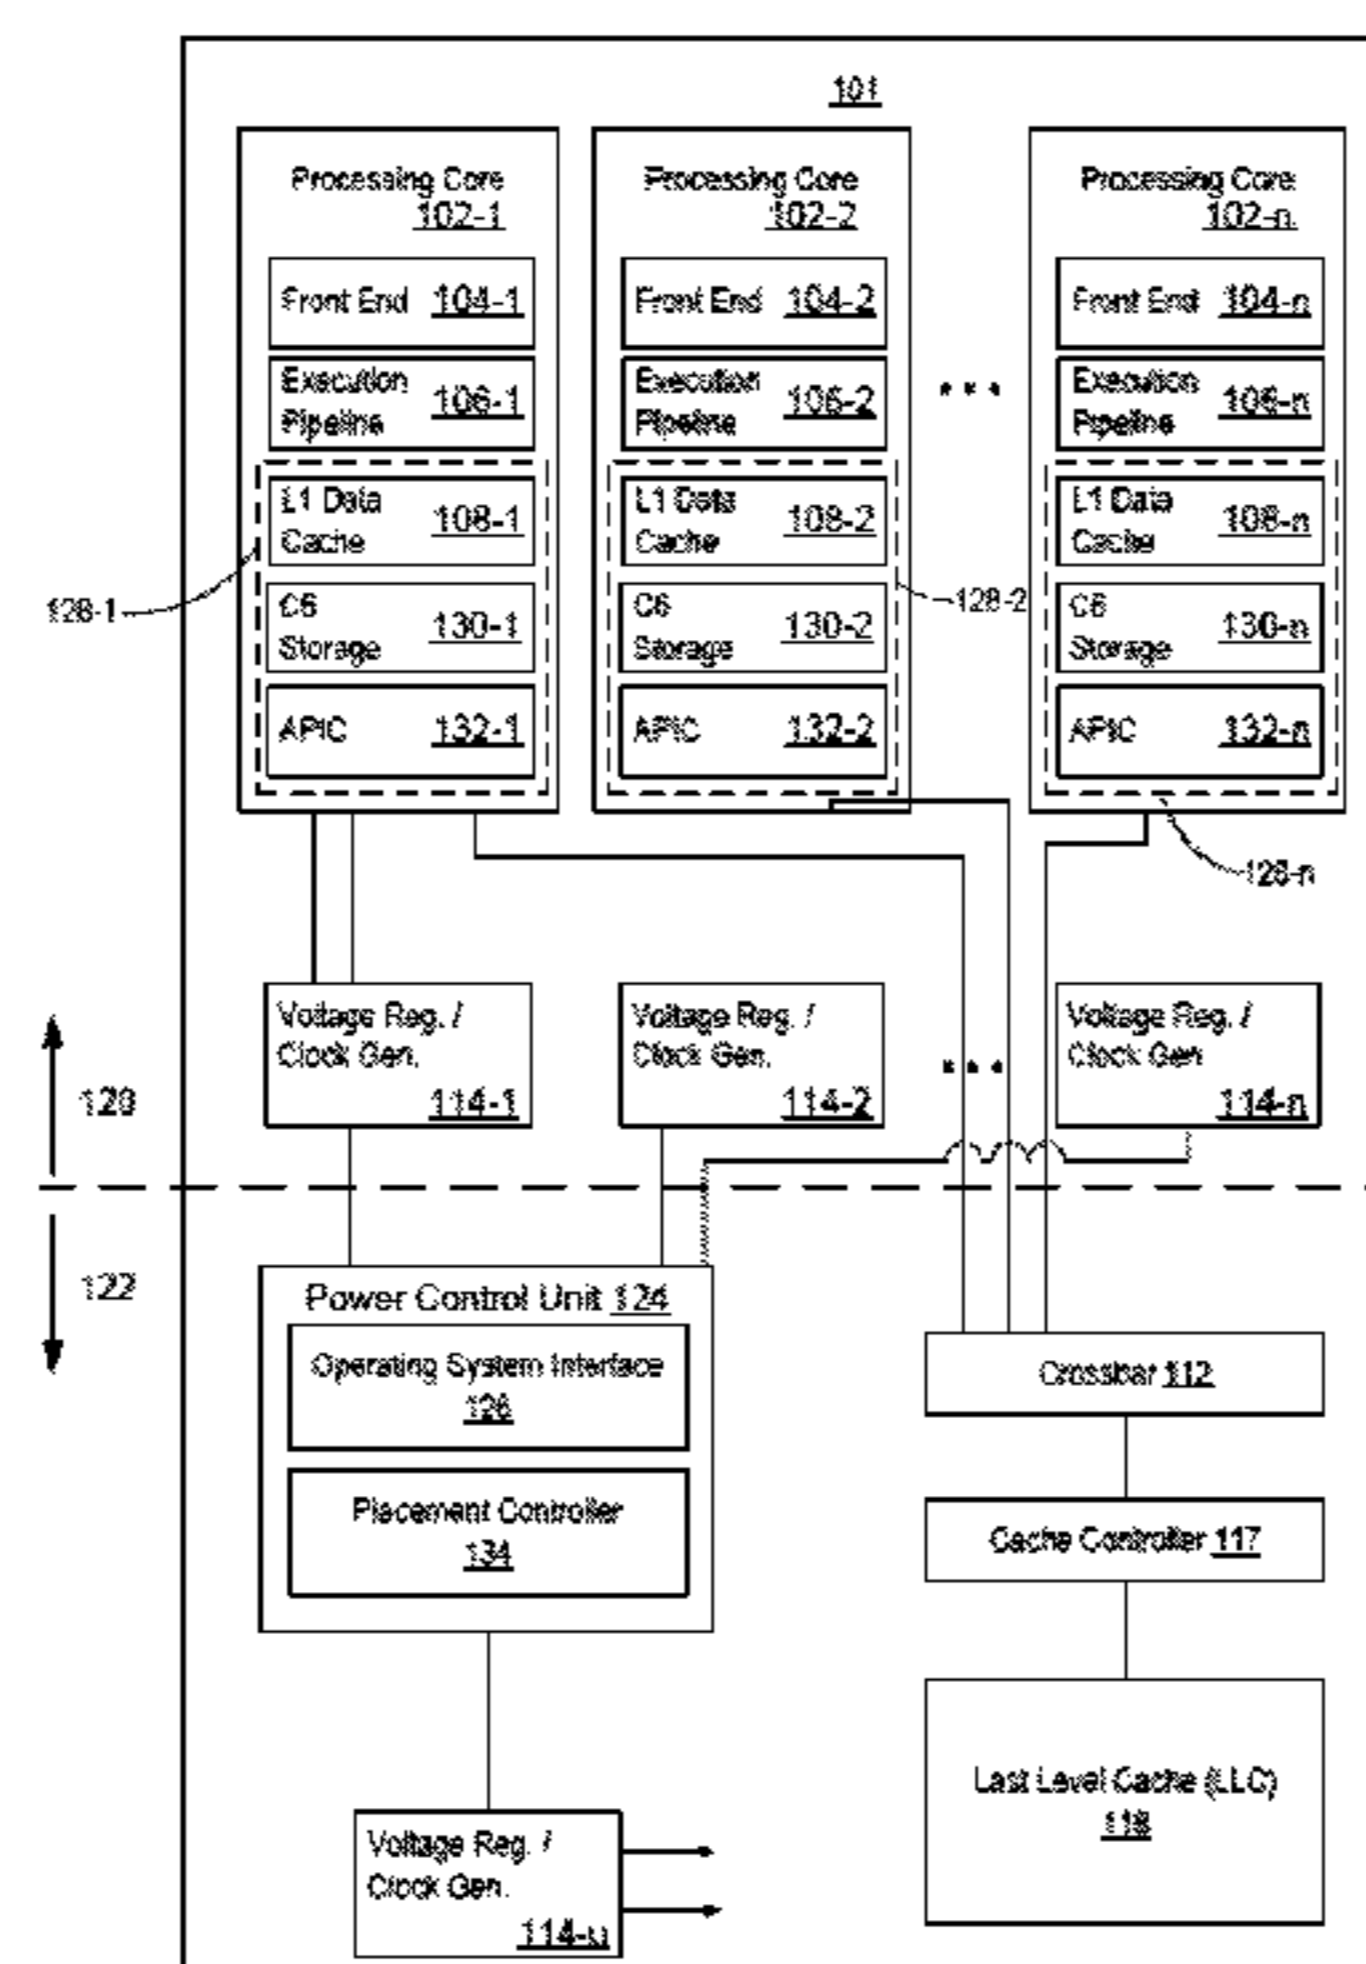 101
Processing Core
102-1
Front End 104-1
Execution
Pipeline
106-1
L1 Data
Cache
108-1
C6
Storage
130-1
APIC 132-1
128-1
Processing Core
102-2
Front End 104-2
Execution
Pipeline
106-2
L1 Data
Cache
108-2
C6
Storage
130-2
APIC 132-2
128-2
...
Processing Core
102-n
Front End 104-n
Execution
Pipeline
106-n
L1 Data
Cache
108-n
C6
Storage
130-n
APIC 132-n
128-n
Voltage Reg. /
Clock Gen.
114-1
Voltage Reg. /
Clock Gen.
114-2
...
Voltage Reg. /
Clock Gen
114-n
120
122
Power Control Unit 124
Operating System Interface
126
Placement Controller
134
Crossbar 112
Cache Controller 117
Last Level Cache (LLC)
118
Voltage Reg. /
Clock Gen.
114-u